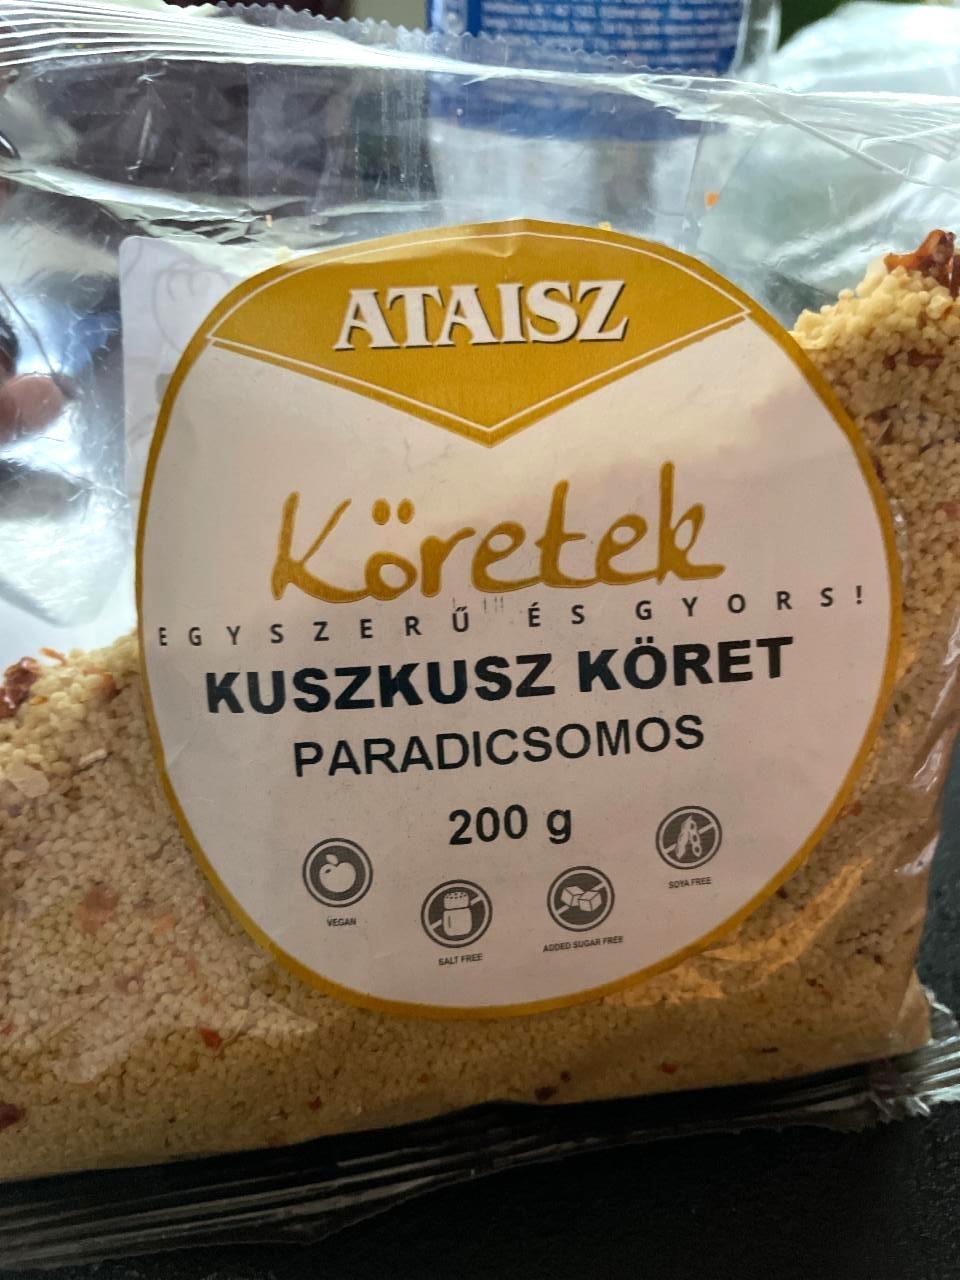 ATAISZ
Köretek
EGYSZERŰ ÉS GYORS!
KUSZKUSZ KÖRET
PARADICSOMOS
200 g
VEGAN
SALT FREE
ADDED SUGAR FREE
SOYA FREE